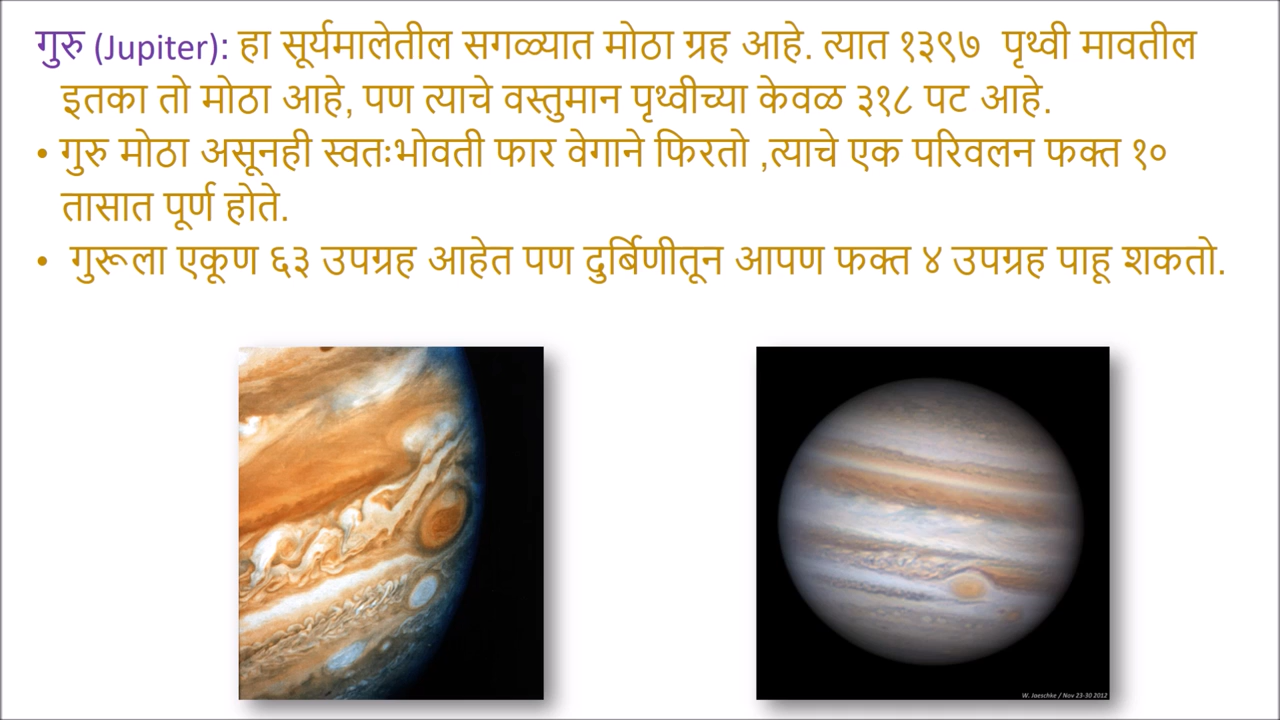 गुरु (Jupiter): हा सूर्यमालेतील सगळ्यात मोठा ग्रह आहे. त्यात १३९७ पृथ्वी मावतील
इतका तो मोठा आहे, पण त्याचे वस्तुमान पृथ्वीच्या केवळ ३१८ पट आहे.
• गुरु मोठा असूनही स्वतःभोवती फार वेगाने फिरतो ,त्याचे एक परिवलन फक्त १०
तासात पूर्ण होते.
• गुरूला एकूण ६३ उपग्रह आहेत पण दुर्बिणीतून आपण फक्त ४ उपग्रह पाहू शकतो.
W. Jaeschke / Nov 23-30 2012